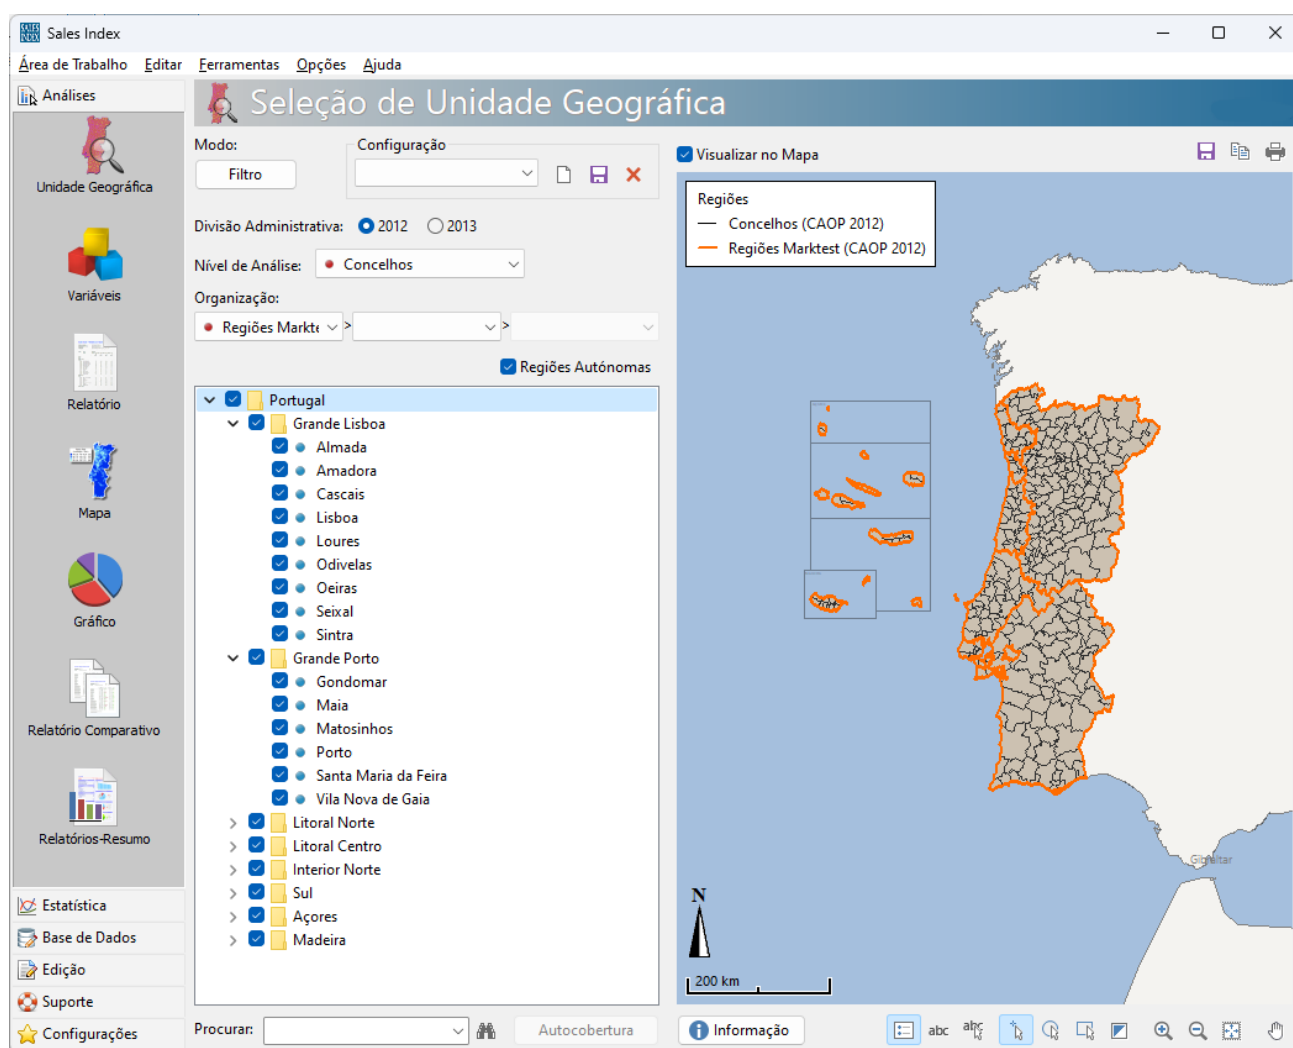 Sales Index
Área de Trabalho Editar Ferramentas Opções Ajuda
Análises
Unidade Geográfica
Variáveis
Relatório
Mapa
Gráfico
Relatório Comparativo
Relatórios-Resumo
Estatística
Base de Dados
Edição
Suporte
Configurações
Seleção de Unidade Geográfica
Modo:
Filtro
Configuração
Divisão Administrativa: 2012 2013
Nível de Análise: Concelhos
Organização:
Regiões Markte > >
Regiões Autónomas
Portugal
Grande Lisboa
Almada
Amadora
Cascais
Lisboa
Loures
Odivelas
Oeiras
Seixal
Sintra
Grande Porto
Gondomar
Maia
Matosinhos
Porto
Santa Maria da Feira
Vila Nova de Gaia
Litoral Norte
Litoral Centro
Interior Norte
Sul
Açores
Madeira
Procurar:
Autocobertura
Visualizar no Mapa
Regiões
Concelhos (CAOP 2012)
Regiões Marktest (CAOP 2012)
Gibraltar
N
200 km
Informação
abc
abc